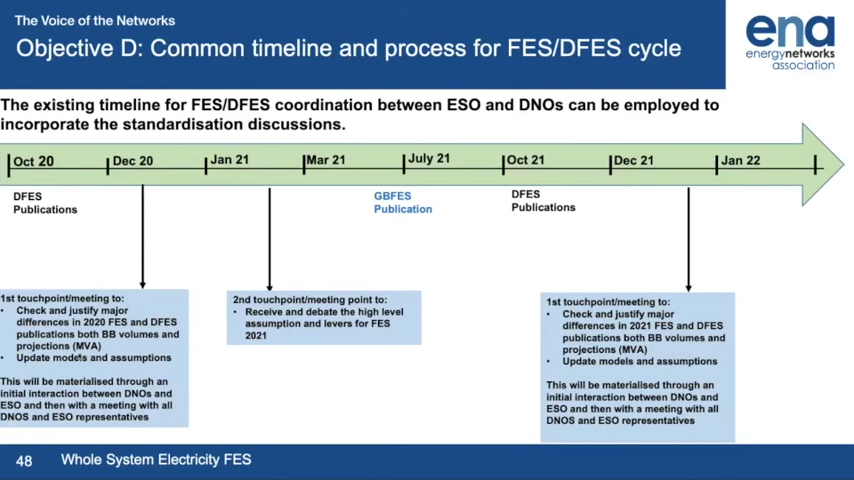 The Voice of the Networks
Objective D: Common timeline and process for FES/DFES cycle
ena
energynetworks
association
The existing timeline for FES/DFES coordination between ESO and DNOs can be employed to
incorporate the standardisation discussions.
Oct 20
Dec 20
Jan 21
Mar 21
July 21
Oct 21
Dec 21
Jan 22
DFES
Publications
GBFES
Publication
DFES
Publications
1st touchpoint/meeting to:
• Check and justify major
differences in 2020 FES and DFES
publications both BB volumes and
projections (MVA)
• Update models and assumptions
This will be materialised through an
initial interaction between DNOs and
ESO and then with a meeting with all
DNOS and ESO representatives
2nd touchpoint/meeting point to:
• Receive and debate the high level
assumption and levers for FES
2021
1st touchpoint/meeting to:
• Check and justify major
differences in 2021 FES and DFES
publications both BB volumes and
projections (MVA)
• Update models and assumptions
This will be materialised through an
initial interaction between DNOs and
ESO and then with a meeting with all
DNOS and ESO representatives
48 Whole System Electricity FES